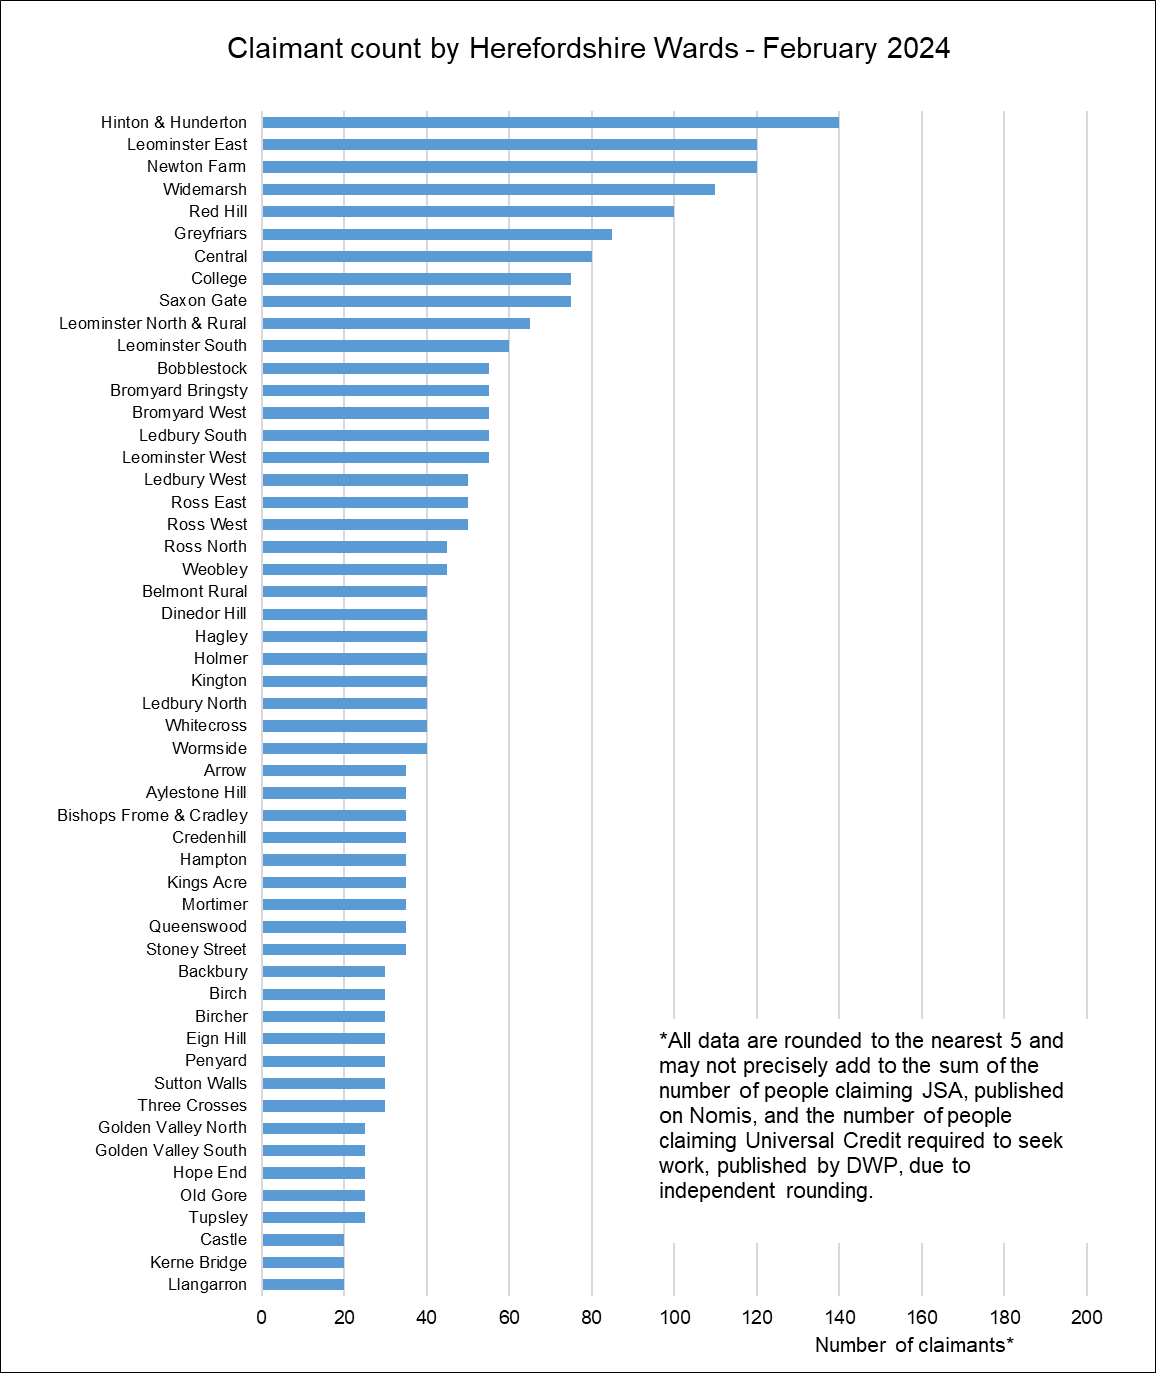 Claimant count by Herefordshire Wards - February 2024
Hinton & Hunderton
Leominster East
Newton Farm
Widemarsh
Red Hill
Greyfriars
Central
College
Saxon Gate
Leominster North & Rural
Leominster South
Bobblestock
Bromyard Bringsty
Bromyard West
Ledbury South
Leominster West
Ledbury West
Ross East
Ross West
Ross North
Weobley
Belmont Rural
Dinedor Hill
Hagley
Holmer
Kington
Ledbury North
Whitecross
Wormside
Arrow
Aylestone Hill
Bishops Frome & Cradley
Credenhill
Hampton
Kings Acre
Mortimer
Queenswood
Stoney Street
Backbury
Birch
Bircher
Eign Hill
Penyard
Sutton Walls
Three Crosses
Golden Valley North
Golden Valley South
Hope End
Old Gore
Tupsley
Castle
Kerne Bridge
Llangarron
*All data are rounded to the nearest 5 and
may not precisely add to the sum of the
number of people claiming JSA, published
on Nomis, and the number of people
claiming Universal Credit required to seek
work, published by DWP, due to
independent rounding.
0 20 40 60 80 100 120 140 160 180 200
Number of claimants*